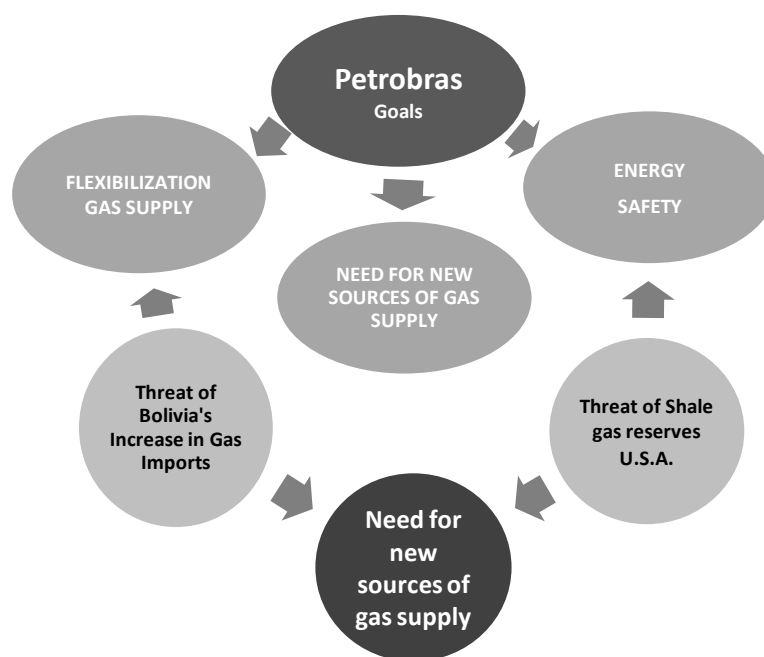 Petrobras
Goals
FLEXIBILIZATION
GAS SUPPLY
ENERGY
SAFETY
NEED FOR NEW
SOURCES OF GAS
SUPPLY
Threat of
Bolivia's
Increase in Gas
Imports
Threat of Shale
gas reserves
U.S.A.
Need for
new
sources of
gas supply